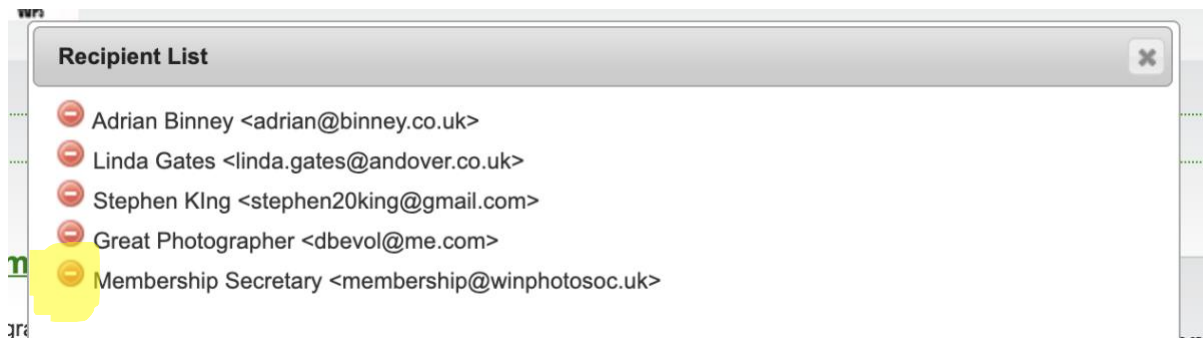 Recipient List
Adrian Binney <adrian@binney.co.uk>
Linda Gates <linda.gates@andover.co.uk>
Stephen KIng <stephen20king@gmail.com>
Great Photographer <dbevol@me.com>
Membership Secretary <membership@winphotosoc.uk>